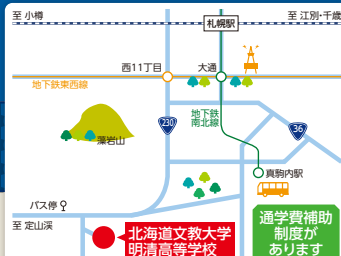 至 小樽
札幌駅
至 江別・千歳
西11丁目
大通
地下鉄東西線
地下鉄
南北線
藻岩山
230
36
真駒内駅
バス停
至 定山渓
北海道文教大学
明清高等学校
通学費補助
制度が
あります